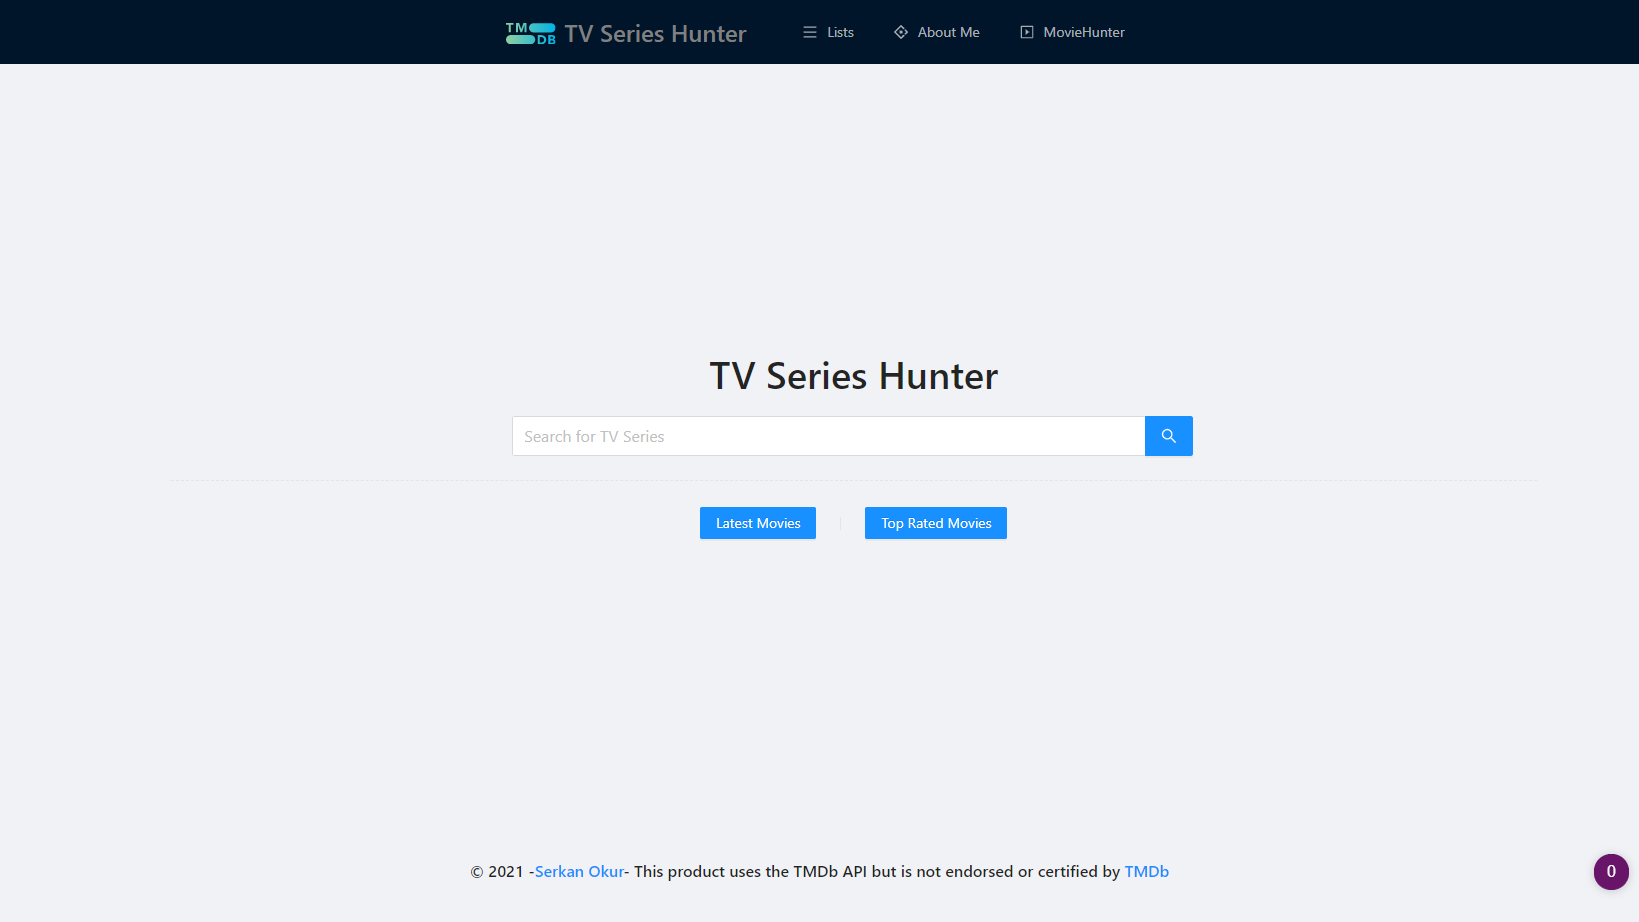 TM
DB
TV Series Hunter
Lists
About Me
MovieHunter
TV Series Hunter
Search for TV Series
Latest Movies
Top Rated Movies
© 2021 -Serkan Okur- This product uses the TMDb API but is not endorsed or certified by TMDb
0